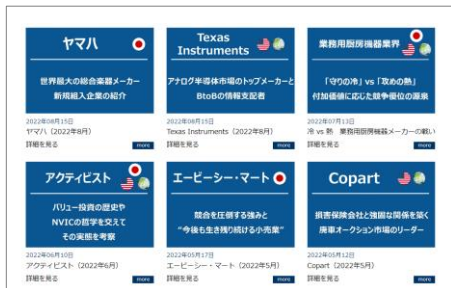 ヤマハ
世界最大の総合楽器メーカー
新規組入企業の紹介
2022年08月15日
ヤマハ（2022年8月）
詳細を見る
more
Texas
Instruments
アナログ半導体市場のトップメーカーと
BtoBの情報支配者
2022年08月15日
Texas Instruments（2022年8月）
詳細を見る
more
業務用厨房機器業界
「守りの冷」vs「攻めの熱」
付加価値に応じた競争優位の源泉
2022年07月13日
冷 vs 熱　業務用厨房機器メーカーの戦い
詳細を見る
more
アクティビスト
バリュー投資の歴史や
NVICの哲学を交えて
その実態を考察
2022年06月10日
アクティビスト（2022年6月）
詳細を見る
more
エービーシー・マート
競合を圧倒する強みと
“今後も生き残り続ける小売業”
2022年05月17日
エービーシー・マート（2022年5月）
詳細を見る
more
Copart
損害保険会社と強固な関係を築く
廃車オークション市場のリーダー
2022年05月12日
Copart（2022年5月）
詳細を見る
more